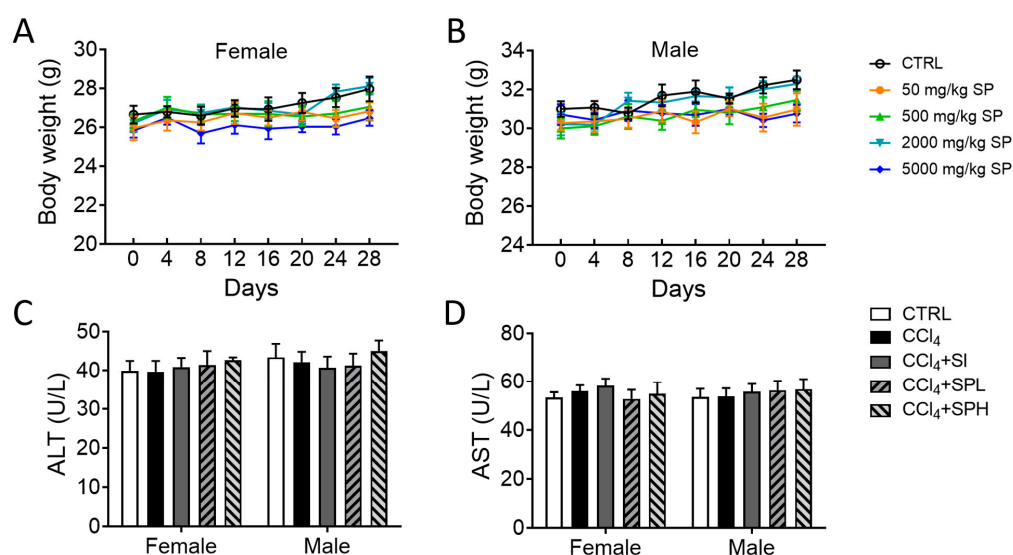 A
Female
Body weight (g)
30
28
26
24
22
20
0 4 8 12 16 20 24 28
Days
B
Male
Body weight (g)
34
32
30
28
26
24
0 4 8 12 16 20 24 28
Days
CTRL
50 mg/kg SP
500 mg/kg SP
2000 mg/kg SP
5000 mg/kg SP
C
ALT (U/L)
50
40
30
20
10
0
Female Male
D
AST (U/L)
80
60
40
20
0
Female Male
CTRL
CCl₄
CCl₄+SI
CCl₄+SPL
CCl₄+SPH